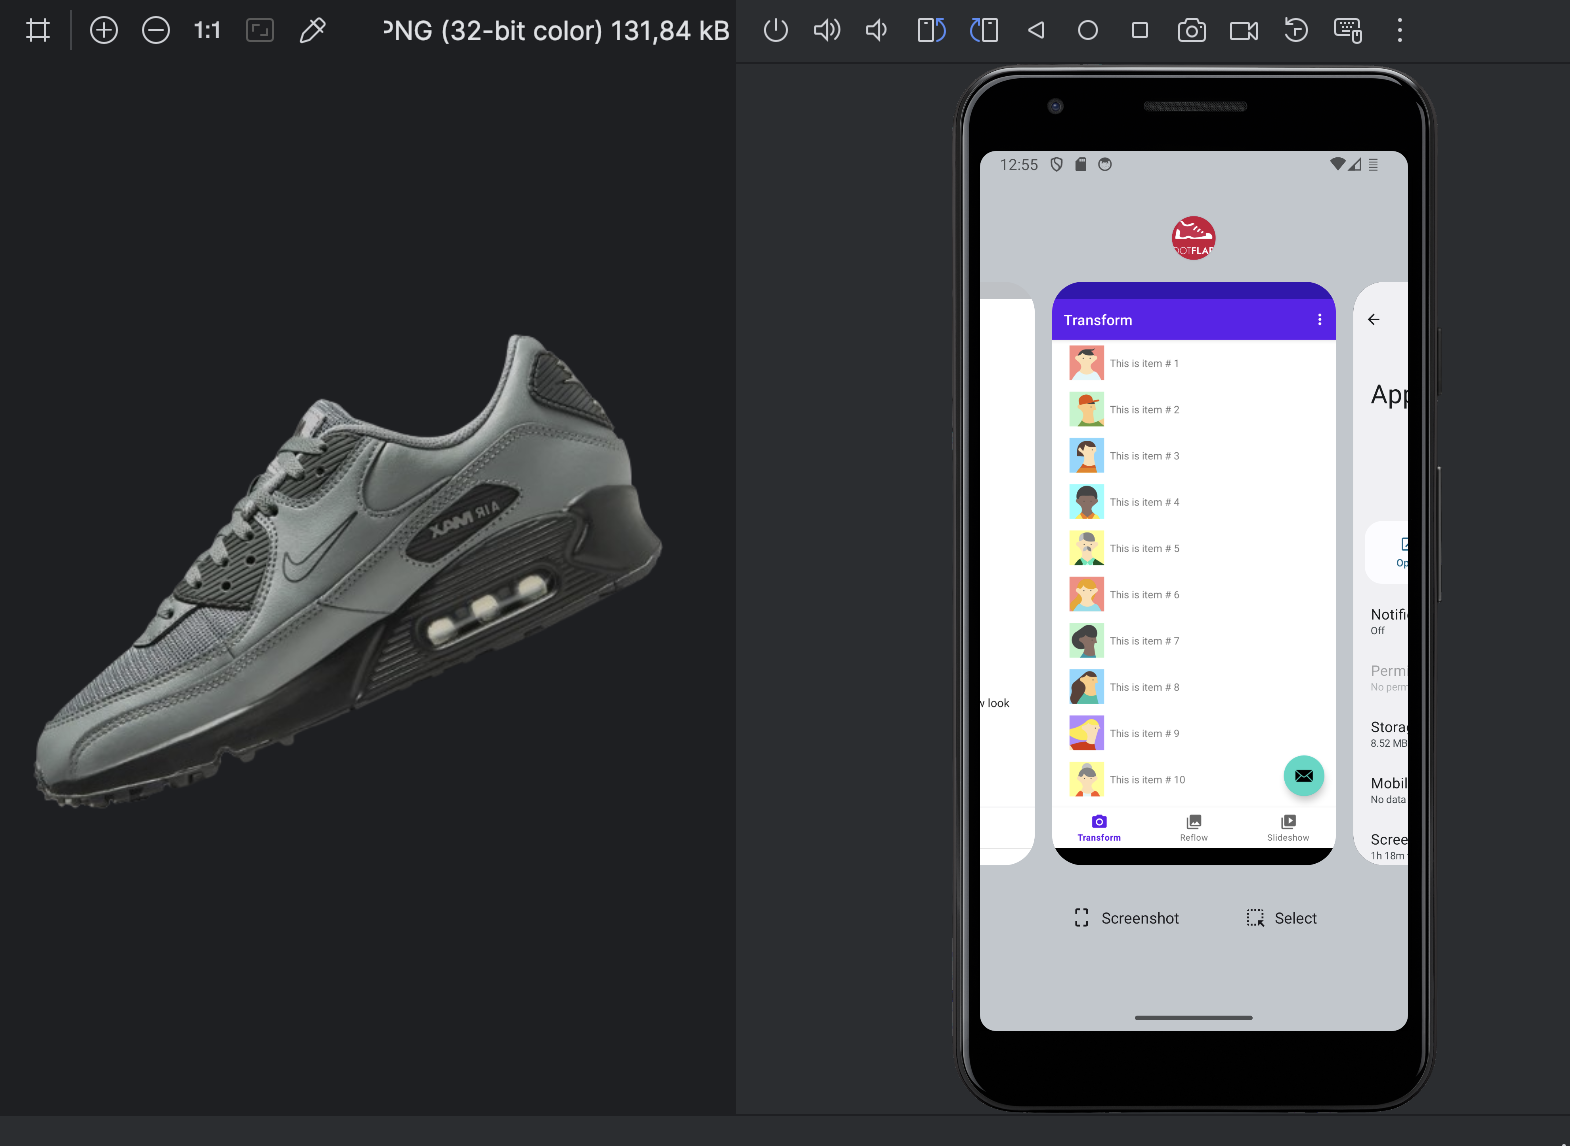 1:1
PNG (32-bit color) 131,84 kB
AIR MAX
12:55
FLAP
Transform
This is item # 1
This is item # 2
This is item # 3
This is item # 4
This is item # 5
This is item # 6
This is item # 7
This is item # 8
This is item # 9
This is item # 10
Transform
Reflow
Slideshow
w look
App
Op
Notifi
Off
Permi
No perm
Stora
8.52 MB
Mobil
No data
Scree
1h 18m
Screenshot
Select